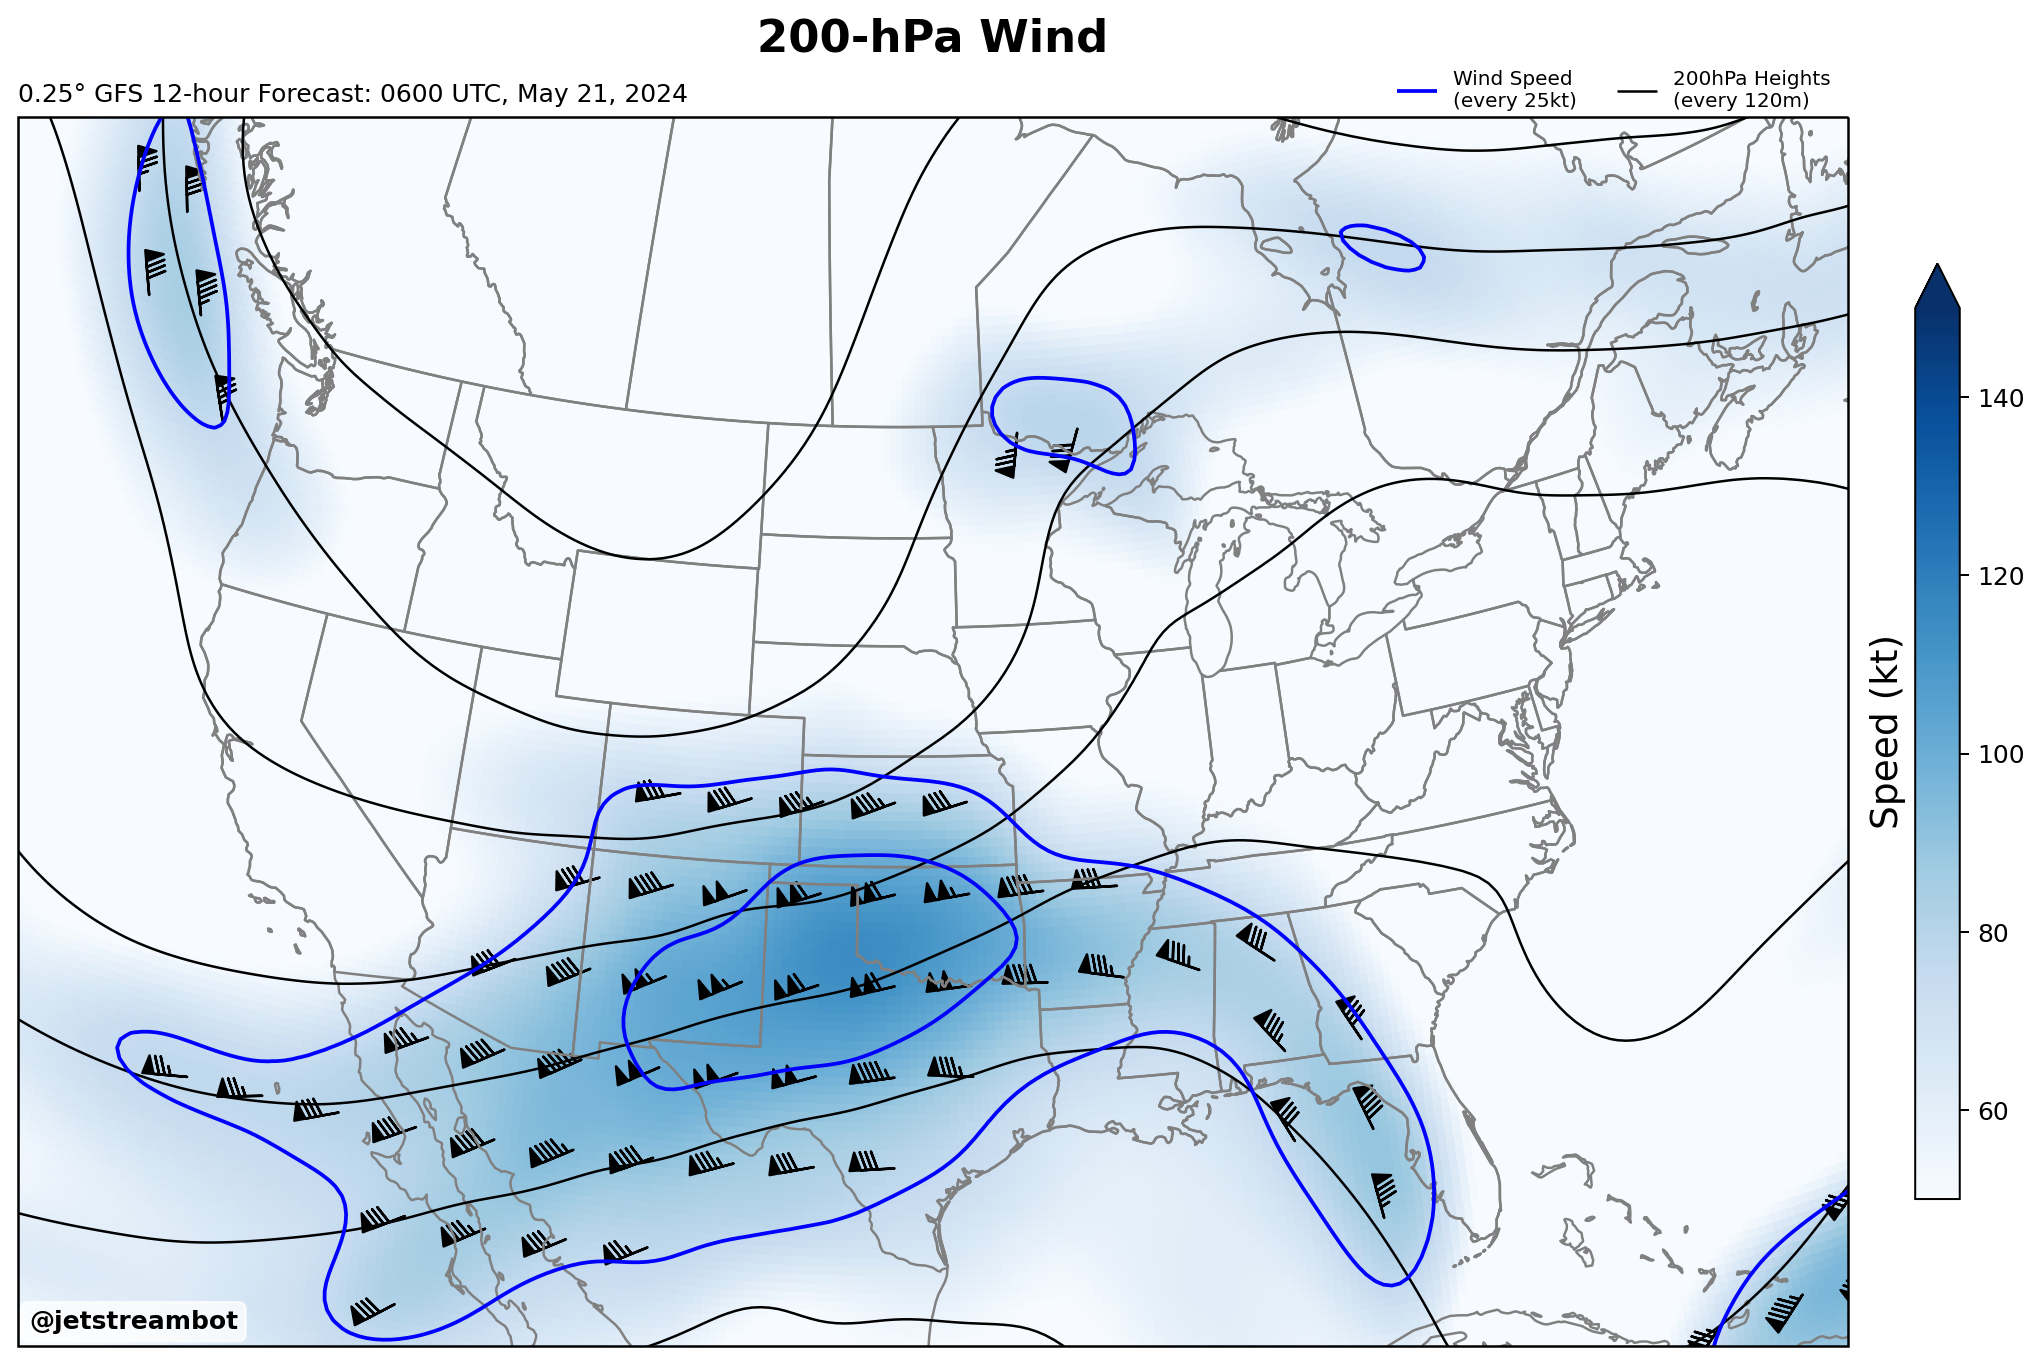 200-hPa Wind
0.25° GFS 12-hour Forecast: 0600 UTC, May 21, 2024
Wind Speed
(every 25kt)
200hPa Heights
(every 120m)
140
120
100
80
60
Speed (kt)
@jetstreambot